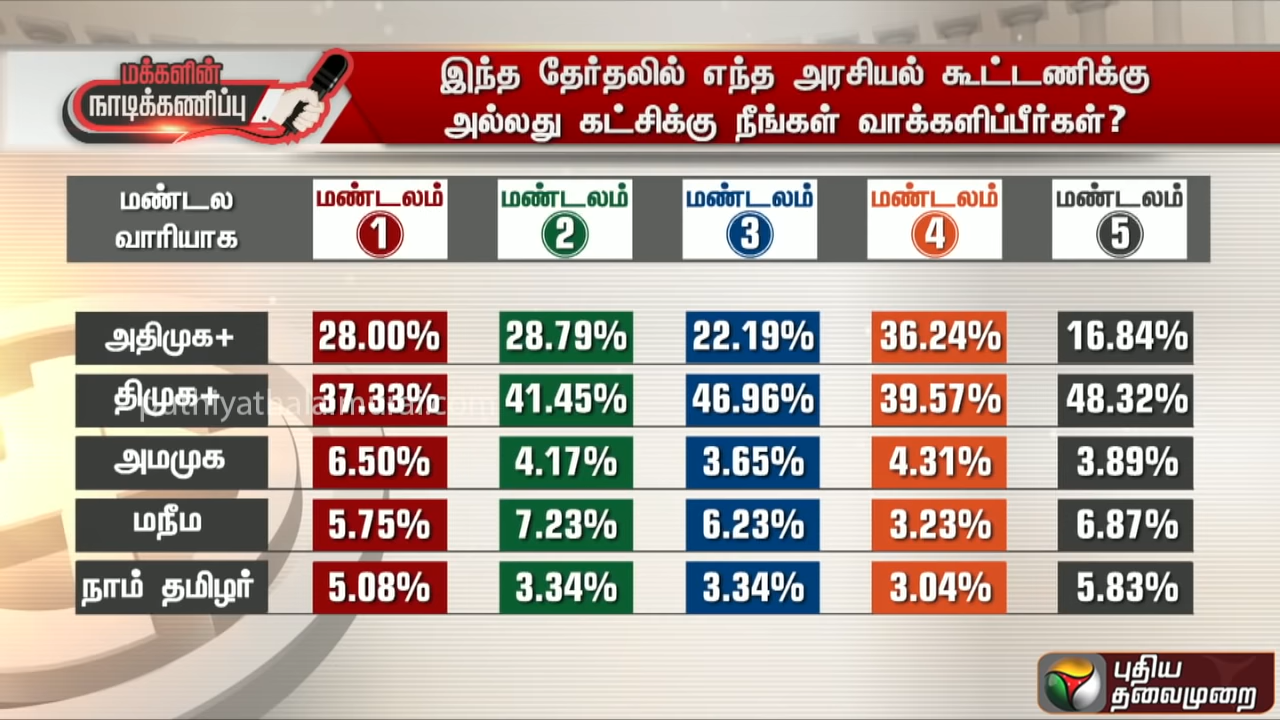 மக்களின்
நாடிக்கணிப்பு
இந்த தேர்தலில் எந்த அரசியல் கூட்டணிக்கு
அல்லது கட்சிக்கு நீங்கள் வாக்களிப்பீர்கள்?
மண்டல வாரியாக மண்டலம் 1 மண்டலம் 2 மண்டலம் 3 மண்டலம் 4 மண்டலம் 5
அதிமுக+ 28.00% 28.79% 22.19% 36.24% 16.84%
திமுக+ 37.33% 41.45% 46.96% 39.57% 48.32%
அமமுக 6.50% 4.17% 3.65% 4.31% 3.89%
மநீம 5.75% 7.23% 6.23% 3.23% 6.87%
நாம் தமிழர் 5.08% 3.34% 3.34% 3.04% 5.83%
புதிய
தலைமுறை